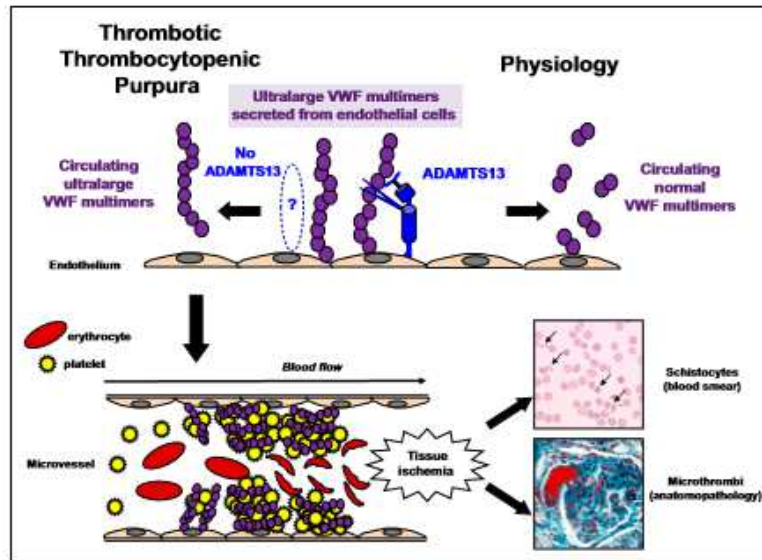 Thrombotic
Thrombocytopenic
Purpura
Physiology
Ultralarge VWF multimers
secreted from endothelial cells
Circulating
ultralarge
VWF multimers
No
ADAMTS13
?
ADAMTS13
Circulating
normal
VWF multimers
Endothelium
erythrocyte
platelet
Blood flow
Microvessel
Tissue
ischemia
Schistocytes
(blood smear)
Microthrombi
(anatomopathology)